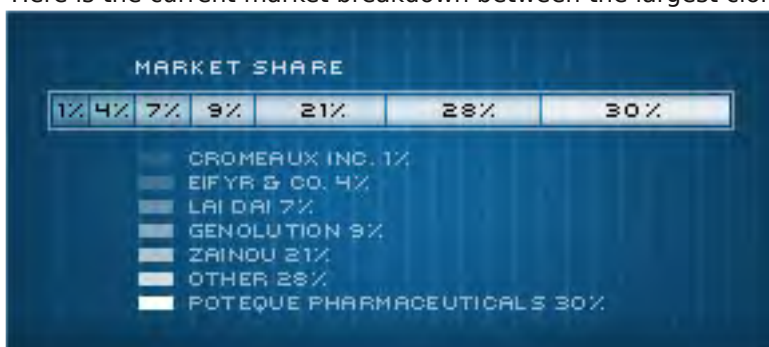 Here is the current market breakdown between the largest
MARKET SHARE
1% 4% 7% 9% 21% 28% 30%
CROMEAUX INC. 1%
EIFYR & CO. 4%
LAI DAI 7%
GENOLUTION 9%
ZAINOU 21%
OTHER 28%
POTEQUE PHARMACEUTICALS 30%